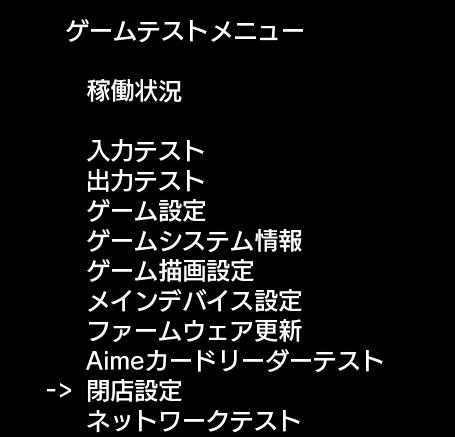 ゲームテストメニュー
稼働状況
入力テスト
出力テスト
ゲーム設定
ゲームシステム情報
ゲーム描画設定
メインデバイス設定
ファームウェア更新
Aimeカードリーダーテスト
-> 閉店設定
ネットワークテスト